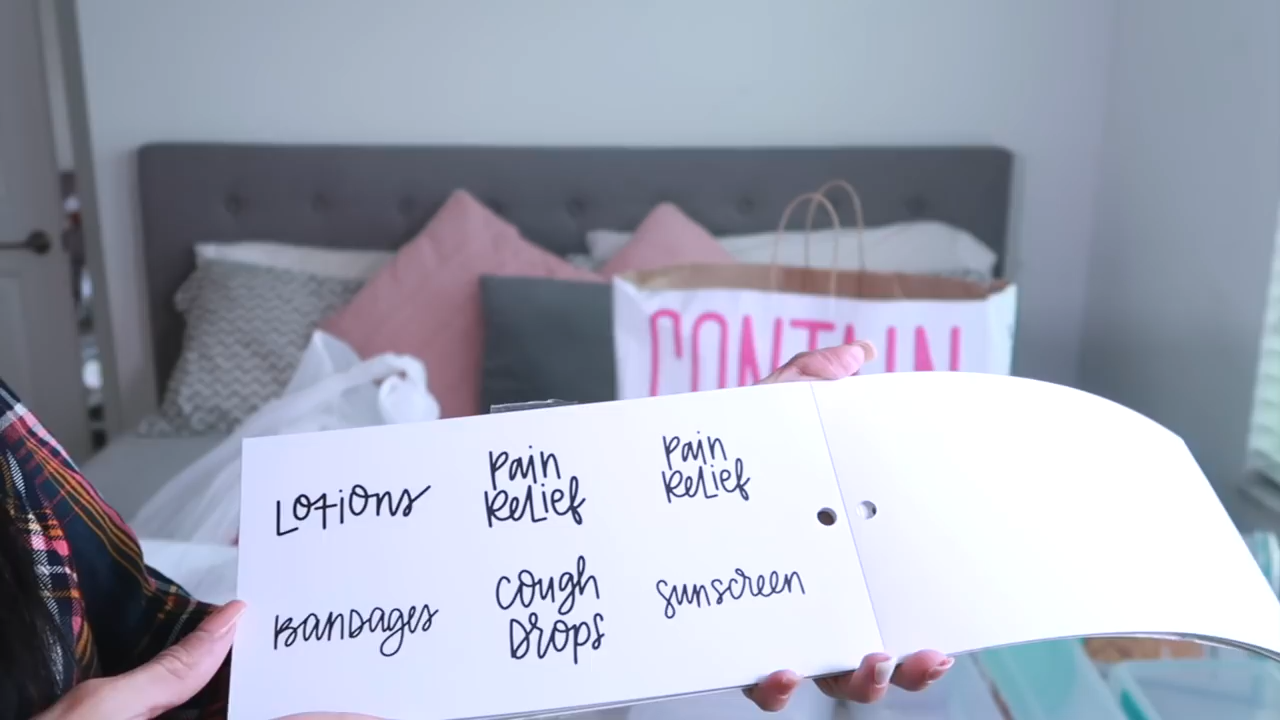 CONTAIN
Lotions
Pain
Relief
Pain
Relief
Bandages
Cough
Drops
Sunscreen